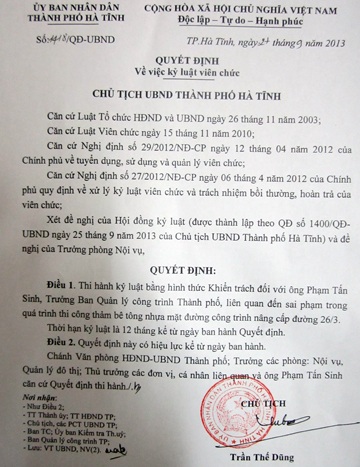 ỦY BAN NHÂN DÂN
THÀNH PHỐ HÀ TĨNH
CỘNG HÒA XÃ HỘI CHỦ NGHĨA VIỆT NAM
Độc lập - Tự do - Hạnh phúc
Số: /QĐ-UBND
TP.Hà Tĩnh, ngày 27 tháng 9 năm 2013
QUYẾT ĐỊNH
Về việc kỷ luật viên chức
CHỦ TỊCH UBND THÀNH PHỐ HÀ TĨNH
Căn cứ Luật Tổ chức HĐND và UBND ngày 26 tháng 11 năm 2003;
Căn cứ Luật Viên chức ngày 15 tháng 11 năm 2010;
Căn cứ Nghị định số 29/2012/NĐ-CP ngày 12 tháng 04 năm 2012 của
Chính phủ về tuyển dụng, sử dụng và quản lý viên chức;
Căn cứ Nghị định số 27/2012/NĐ-CP ngày 06 tháng 4 năm 2012 của Chính
phủ quy định về xử lý kỷ luật viên chức và trách nhiệm bồi thường, hoàn trả của
viên chức;
Xét đề nghị của Hội đồng kỷ luật (được thành lập theo QĐ số 1400/QĐ-
UBND ngày 25 tháng 9 năm 2013 của Chủ tịch UBND Thành phố Hà Tĩnh) và đề
nghị của Trưởng phòng Nội vụ,
QUYẾT ĐỊNH:
Điều 1. Thi hành kỷ luật bằng hình thức Khiển trách đối với ông Phạm Tấn
Sinh, Trưởng Ban Quản lý công trình Thành phố, liên quan đến sai phạm trong
quá trình thi công thảm bê tông nhựa mặt đường công trình nâng cấp đường 26/3.
Thời hạn kỷ luật là 12 tháng kể từ ngày ban hành Quyết định.
Điều 2. Quyết định này có hiệu lực kể từ ngày ban hành.
Chánh Văn phòng HĐND-UBND Thành phố; Trưởng các phòng: Nội vụ,
Quản lý đô thị; Thủ trưởng các đơn vị, cá nhân liên quan và ông Phạm Tấn Sinh
căn cứ Quyết định thi hành./.
Nơi nhận:
- Như Điều 2;
- TT Thành ủy; TT HĐND TP;
- Chủ tịch, các PCT UBND TP;
- Ban TC; Ủy ban Kiểm tra Th.uỷ;
- Ban Quản lý công trình TP;
- Lưu: VT UBND, NV(2).
CHỦ TỊCH
Trần Thế Dũng